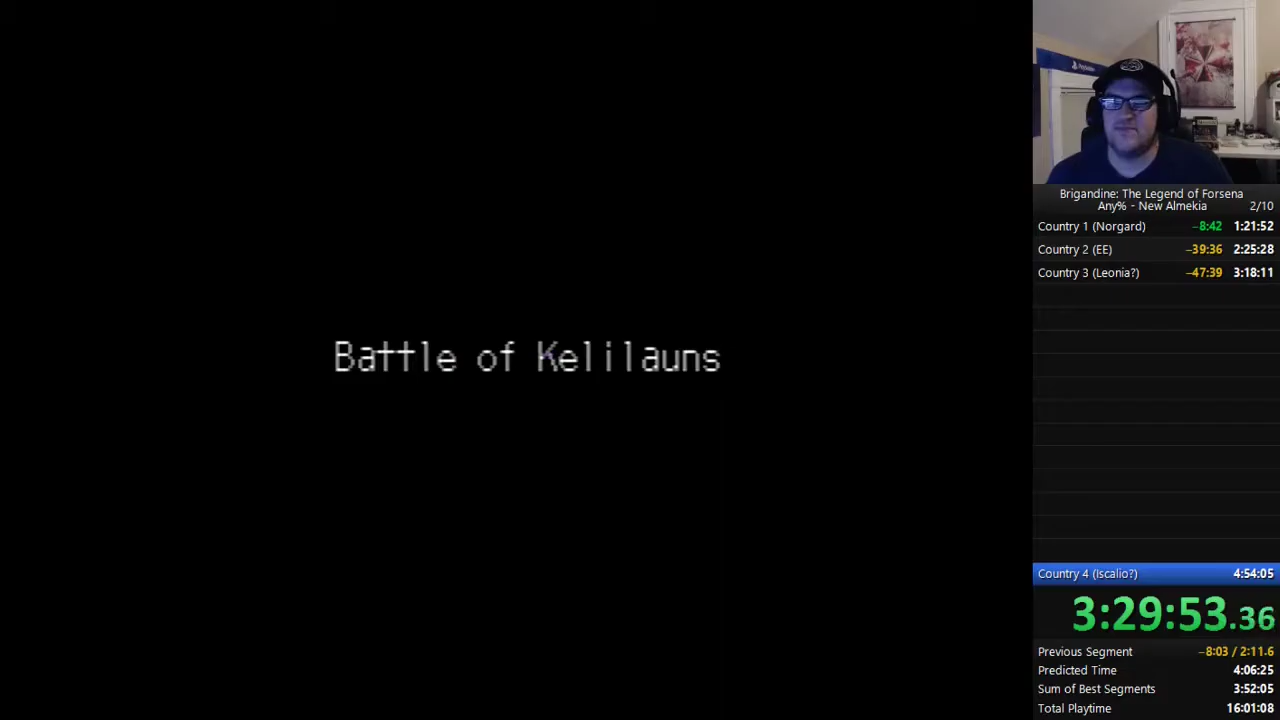 Battle of Kelilauns
Brigandine: The Legend of Forsena
Any% - New Almekia 2/10
Country 1 (Norgard) -8:42 1:21:52
Country 2 (EE) -39:36 2:25:28
Country 3 (Leonia?) -47:39 3:18:11
Country 4 (Iscalio?) 4:54:05
3:29:53.36
Previous Segment -8:03 / 2:11.6
Predicted Time 4:06:25
Sum of Best Segments 3:52:05
Total Playtime 16:01:08